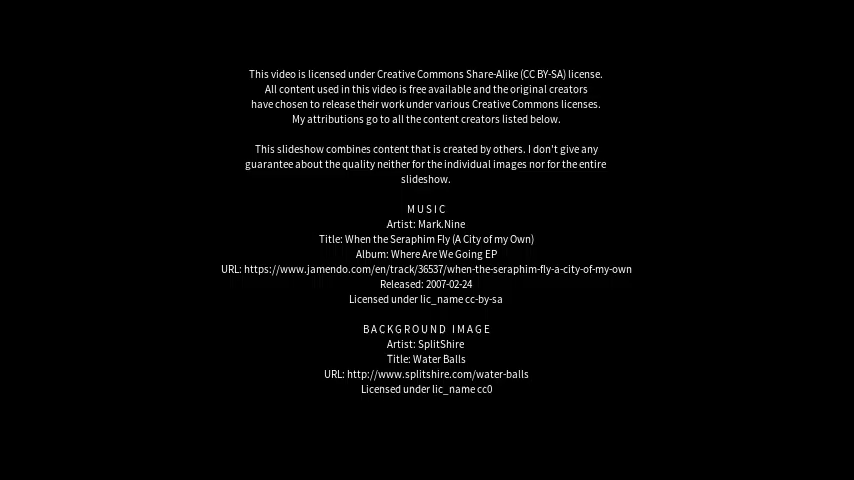 This video is licensed under Creative Commons Share-Alike (CC BY-SA) license.
All content used in this video is free available and the original creators
have chosen to release their work under various Creative Commons licenses.
My attributions go to all the content creators listed below.
This slideshow combines content that is created by others. I don't give any
guarantee about the quality neither for the individual images nor for the entire
slideshow.
MUSIC
Artist: Mark.Nine
Title: When the Seraphim Fly (A City of my Own)
Album: Where Are We Going EP
URL: https://www.jamendo.com/en/track/36537/when-the-seraphim-fly-a-city-of-my-own
Released: 2007-02-24
Licensed under lic_name cc-by-sa
BACKGROUND IMAGE
Artist: SplitShire
Title: Water Balls
URL: http://www.splitshire.com/water-balls
Licensed under lic_name cc0